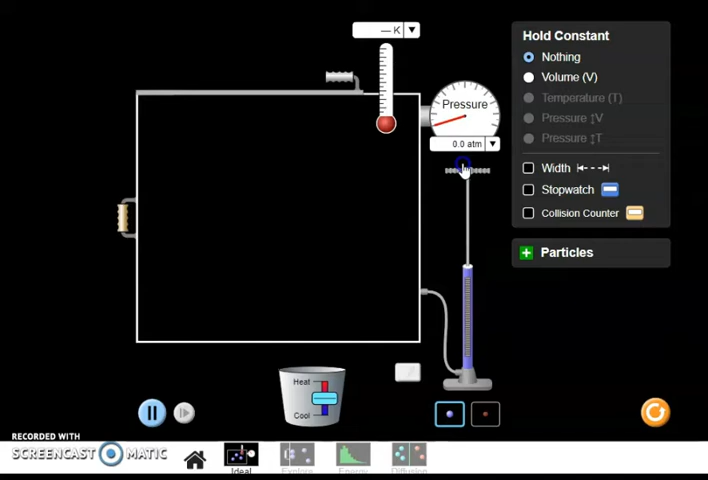 — K
Hold Constant
Nothing
Volume (V)
Temperature (T)
Pressure ↕V
Pressure ↕T
Width
Stopwatch
Collision Counter
Particles
Pressure
0.0 atm
Heat
Cool
RECORDED WITH
SCREENCAST MATIC
Ideal
Explore
Energy
Diffusion